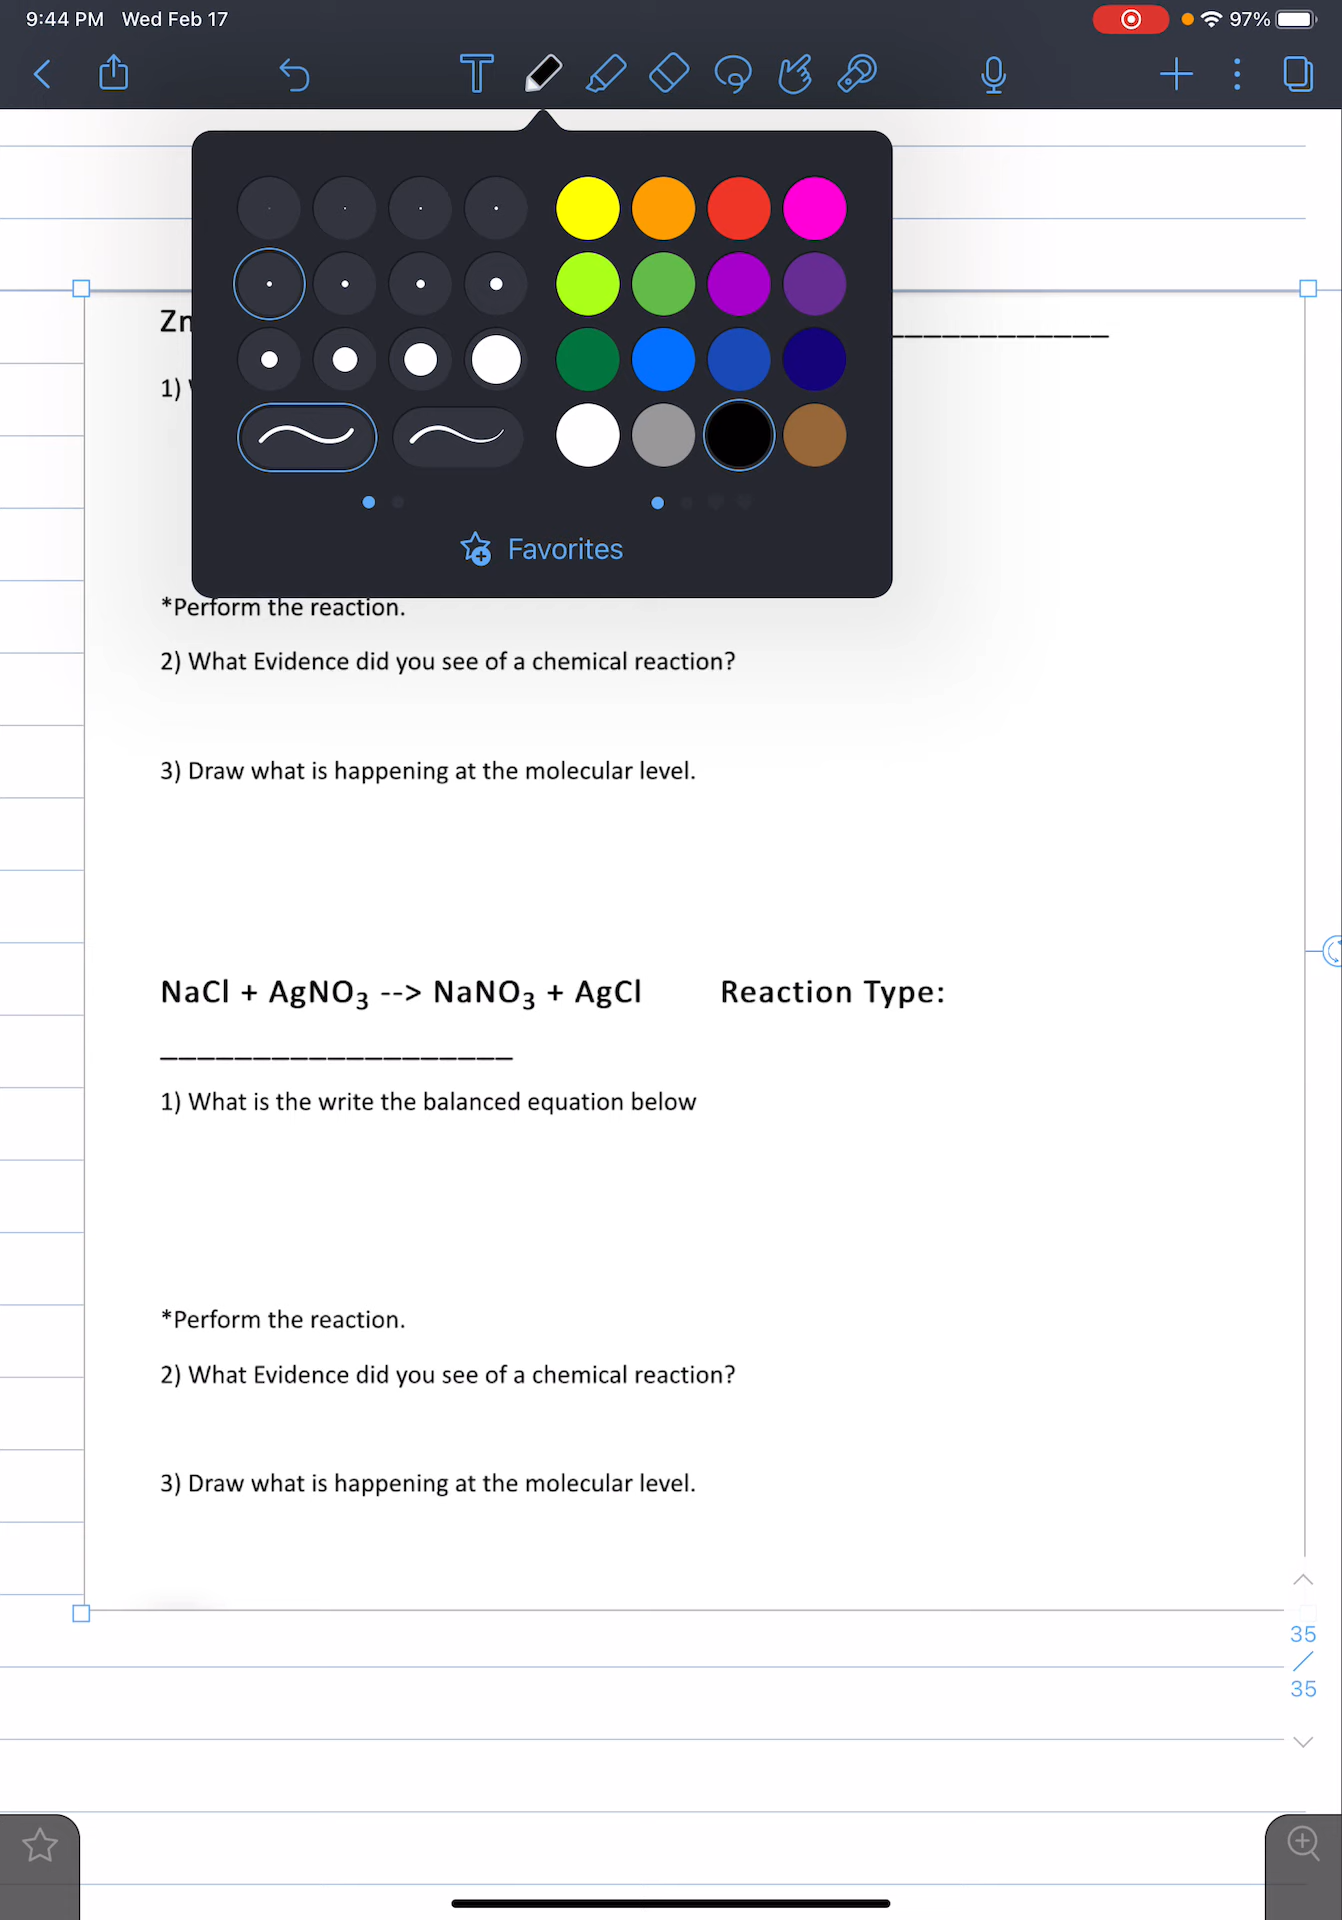 9:44 PM Wed Feb 17 97%
T
Zn
1)
Favorites
*Perform the reaction.
2) What Evidence did you see of a chemical reaction?
3) Draw what is happening at the molecular level.
NaCl + AgNO₃ --> NaNO₃ + AgCl Reaction Type:
___________________
1) What is the write the balanced equation below
*Perform the reaction.
2) What Evidence did you see of a chemical reaction?
3) Draw what is happening at the molecular level.
35
/
35